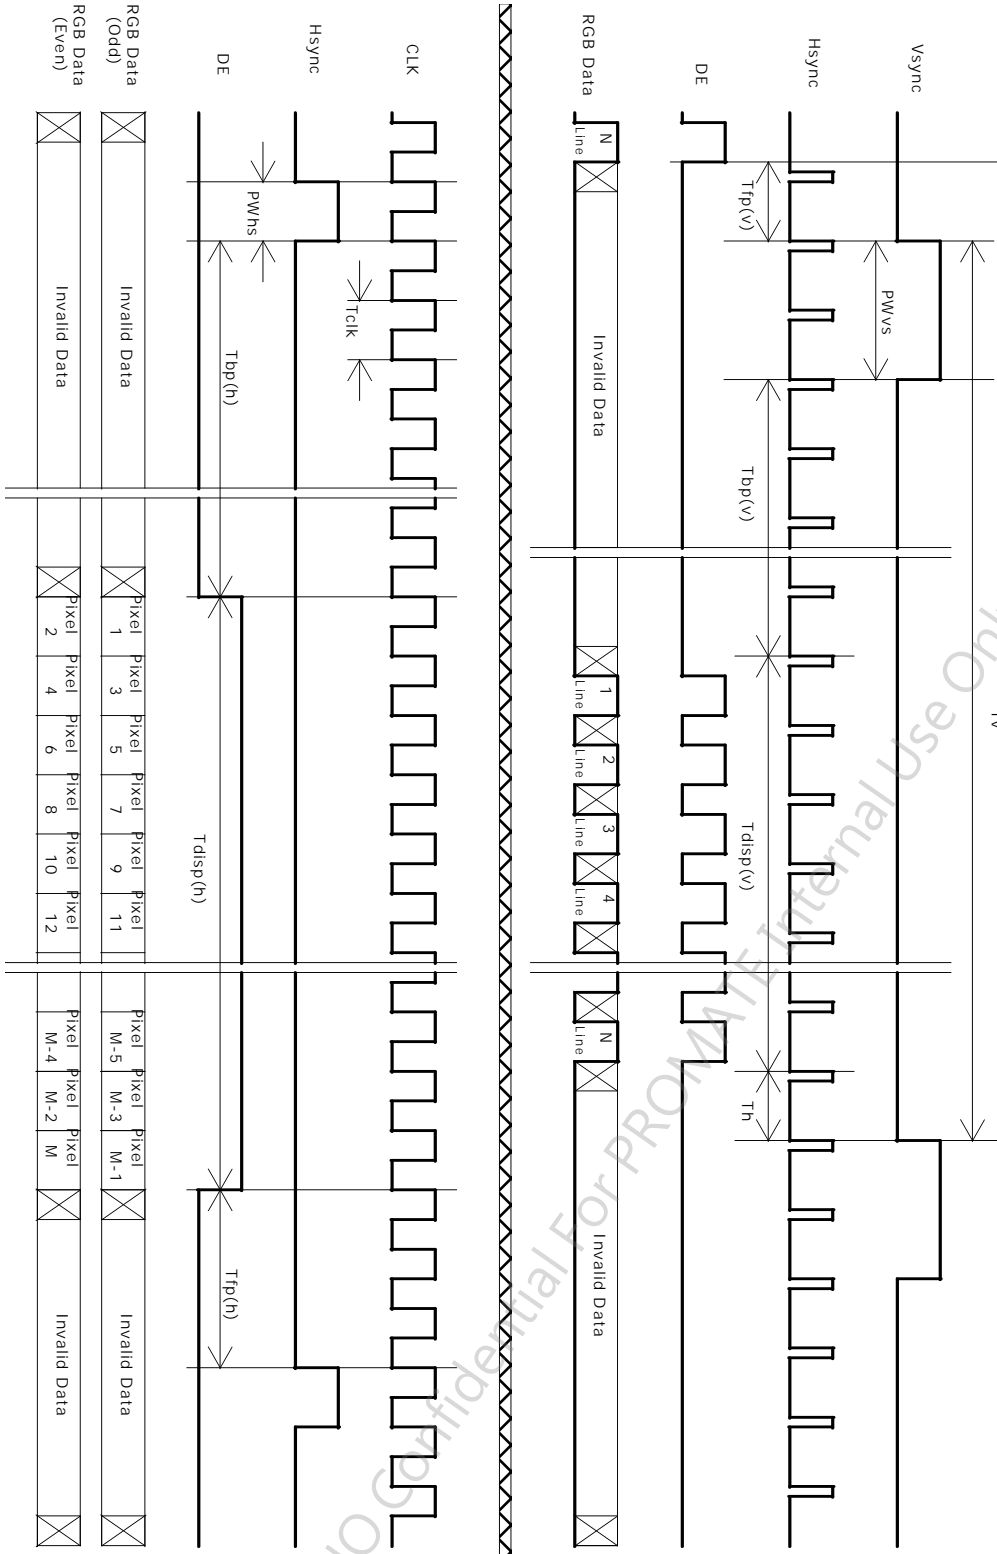 Vsync
Tv
PWvs
Hsync
Tfp(v)
Tbp(v)
Tdisp(v)
Th
DE
RGB Data
N
Line
Invalid Data
1
Line
2
Line
3
Line
4
Line
N
Line
Invalid Data
CLK
Tclk
Hsync
PWhs
DE
Tbp(h)
Tdisp(h)
Tfp(h)
RGB Data
(Odd)
Invalid Data
Pixel
1
Pixel
3
Pixel
5
Pixel
7
Pixel
9
Pixel
11
Pixel
M-5
Pixel
M-3
Pixel
M-1
Invalid Data
RGB Data
(Even)
Invalid Data
Pixel
2
Pixel
4
Pixel
6
Pixel
8
Pixel
10
Pixel
12
Pixel
M-4
Pixel
M-2
Pixel
M
Invalid Data
Confidential For PROMATE Internal Use